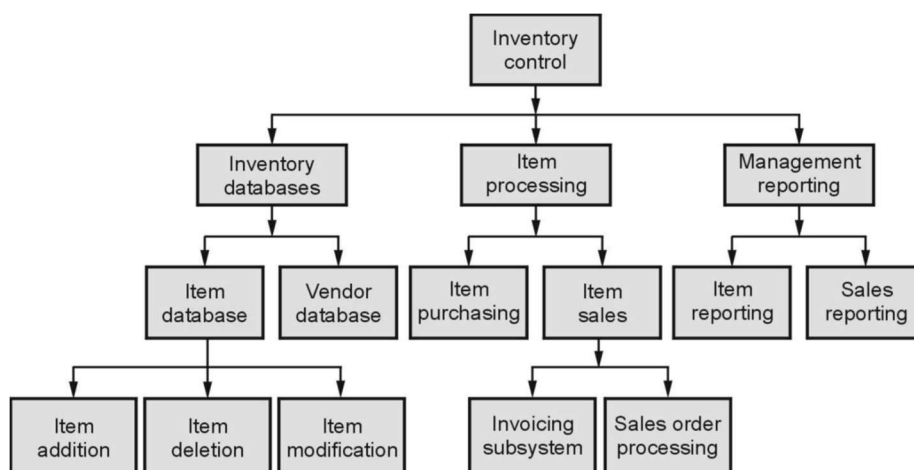 Inventory
control
Inventory
databases
Item
processing
Management
reporting
Item
database
Vendor
database
Item
purchasing
Item
sales
Item
reporting
Sales
reporting
Item
addition
Item
deletion
Item
modification
Invoicing
subsystem
Sales order
processing